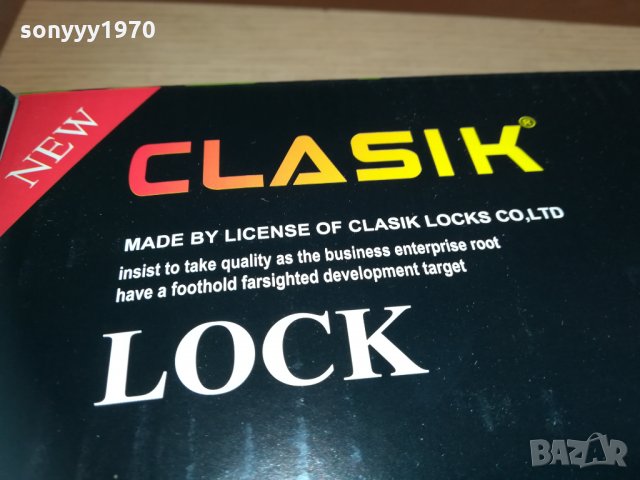 sonyyy1970
NEW
CLASIK®
MADE BY LICENSE OF CLASIK LOCKS CO,LTD
insist to take quality as the business enterprise root
have a foothold farsighted development target
LOCK
BAZAR